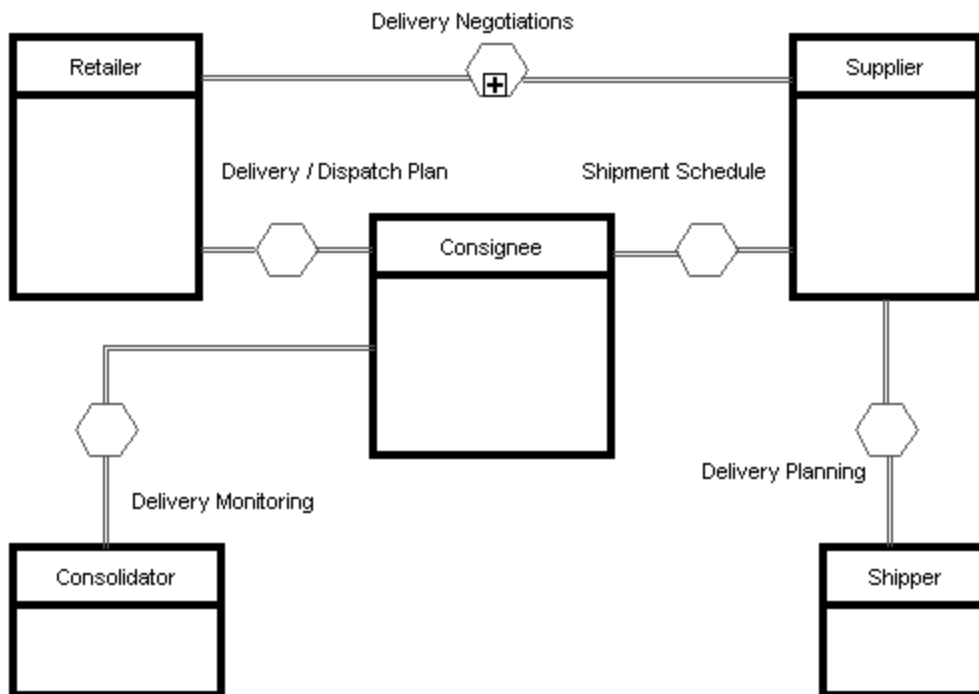 Delivery Negotiations
Retailer
Supplier
Delivery / Dispatch Plan
Shipment Schedule
Consignee
Delivery Planning
Delivery Monitoring
Consolidator
Shipper